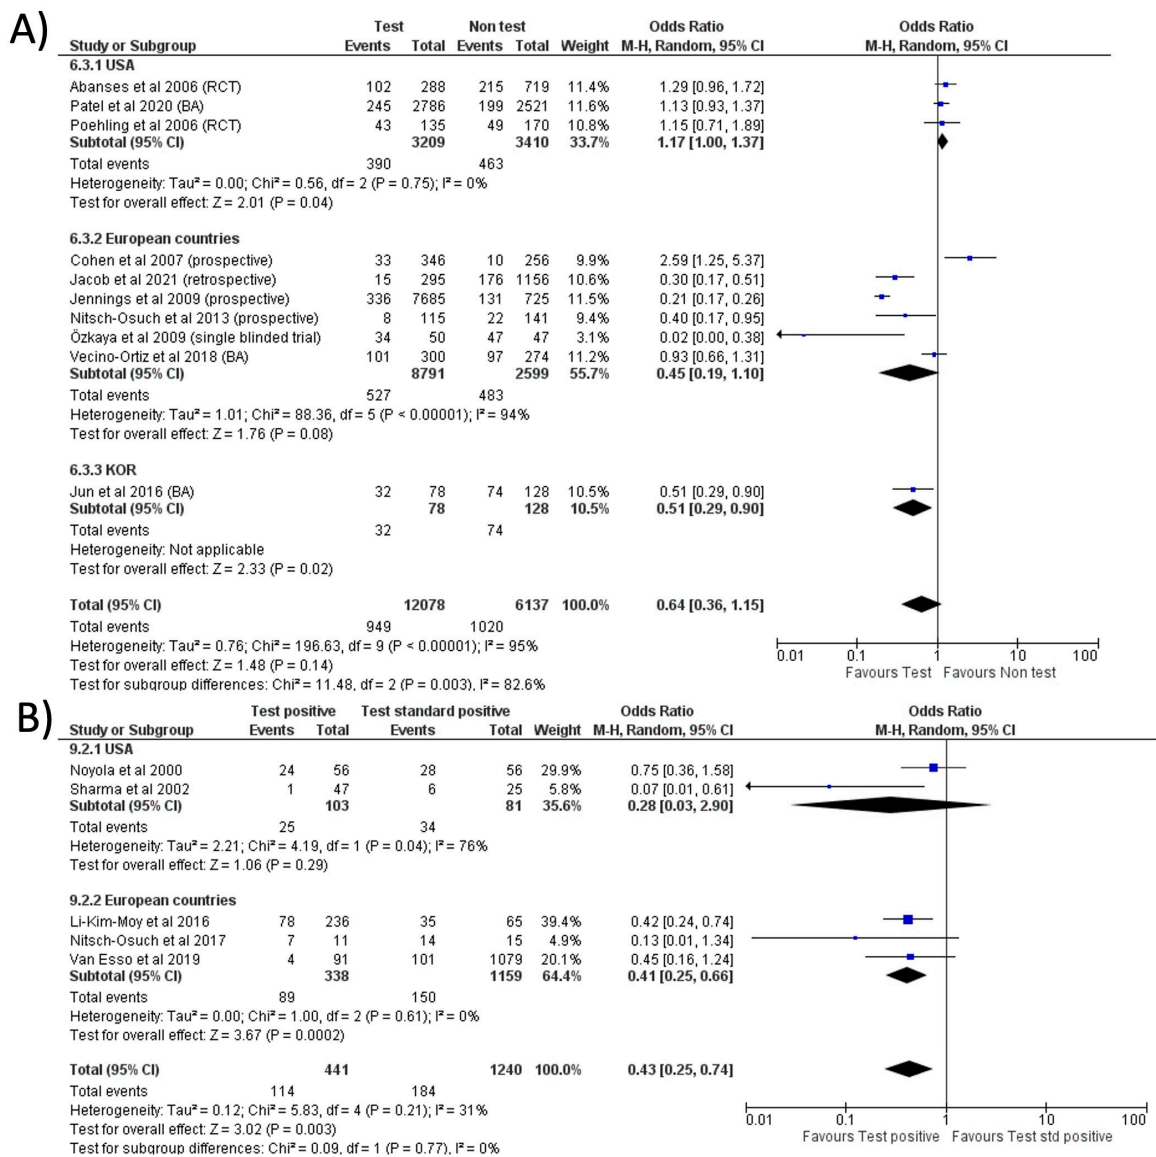 A)
Test Non test Odds Ratio Odds Ratio
Study or Subgroup Events Total Events Total Weight M-H, Random, 95% CI M-H, Random, 95% CI
6.3.1 USA
Abanses et al 2006 (RCT) 102 288 215 719 11.4% 1.29 [0.96, 1.72]
Patel et al 2020 (BA) 245 2786 199 2521 11.6% 1.13 [0.93, 1.37]
Poehling et al 2006 (RCT) 43 135 49 170 10.8% 1.15 [0.71, 1.89]
Subtotal (95% CI) 3209 3410 33.7% 1.17 [1.00, 1.37]
Total events 390 463
Heterogeneity: Tau² = 0.00; Chi² = 0.56, df = 2 (P = 0.75); I² = 0%
Test for overall effect: Z = 2.01 (P = 0.04)
6.3.2 European countries
Cohen et al 2007 (prospective) 33 346 10 256 9.9% 2.59 [1.25, 5.37]
Jacob et al 2021 (retrospective) 15 295 176 1156 10.6% 0.30 [0.17, 0.51]
Jennings et al 2009 (prospective) 336 7685 131 725 11.5% 0.21 [0.17, 0.26]
Nitsch-Osuch et al 2013 (prospective) 8 115 22 141 9.4% 0.40 [0.17, 0.95]
Özkaya et al 2009 (single blinded trial) 34 50 47 47 3.1% 0.02 [0.00, 0.38]
Vecino-Ortiz et al 2018 (BA) 101 300 97 274 11.2% 0.93 [0.66, 1.31]
Subtotal (95% CI) 8791 2599 55.7% 0.45 [0.19, 1.10]
Total events 527 483
Heterogeneity: Tau² = 1.01; Chi² = 88.36, df = 5 (P < 0.00001); I² = 94%
Test for overall effect: Z = 1.76 (P = 0.08)
6.3.3 KOR
Jun et al 2016 (BA) 32 78 74 128 10.5% 0.51 [0.29, 0.90]
Subtotal (95% CI) 78 128 10.5% 0.51 [0.29, 0.90]
Total events 32 74
Heterogeneity: Not applicable
Test for overall effect: Z = 2.33 (P = 0.02)
Total (95% CI) 12078 6137 100.0% 0.64 [0.36, 1.15]
Total events 949 1020
Heterogeneity: Tau² = 0.76; Chi² = 196.63, df = 9 (P < 0.00001); I² = 95%
Test for overall effect: Z = 1.48 (P = 0.14)
Test for subgroup differences: Chi² = 11.48, df = 2 (P = 0.003), I² = 82.6%
0.01 0.1 1 10 100
Favours Test Favours Non test
B)
Test positive Test standard positive Odds Ratio Odds Ratio
Study or Subgroup Events Total Events Total Weight M-H, Random, 95% CI M-H, Random, 95% CI
9.2.1 USA
Noyola et al 2000 24 56 28 56 29.9% 0.75 [0.36, 1.58]
Sharma et al 2002 1 47 6 25 5.8% 0.07 [0.01, 0.61]
Subtotal (95% CI) 103 81 35.6% 0.28 [0.03, 2.90]
Total events 25 34
Heterogeneity: Tau² = 2.21; Chi² = 4.19, df = 1 (P = 0.04); I² = 76%
Test for overall effect: Z = 1.06 (P = 0.29)
9.2.2 European countries
Li-Kim-Moy et al 2016 78 236 35 65 39.4% 0.42 [0.24, 0.74]
Nitsch-Osuch et al 2017 7 11 14 15 4.9% 0.13 [0.01, 1.34]
Van Esso et al 2019 4 91 101 1079 20.1% 0.45 [0.16, 1.24]
Subtotal (95% CI) 338 1159 64.4% 0.41 [0.25, 0.66]
Total events 89 150
Heterogeneity: Tau² = 0.00; Chi² = 1.00, df = 2 (P = 0.61); I² = 0%
Test for overall effect: Z = 3.67 (P = 0.0002)
Total (95% CI) 441 1240 100.0% 0.43 [0.25, 0.74]
Total events 114 184
Heterogeneity: Tau² = 0.12; Chi² = 5.83, df = 4 (P = 0.21); I² = 31%
Test for overall effect: Z = 3.02 (P = 0.003)
Test for subgroup differences: Chi² = 0.09, df = 1 (P = 0.77), I² = 0%
0.01 0.1 1 10 100
Favours Test positive Favours Test std positive